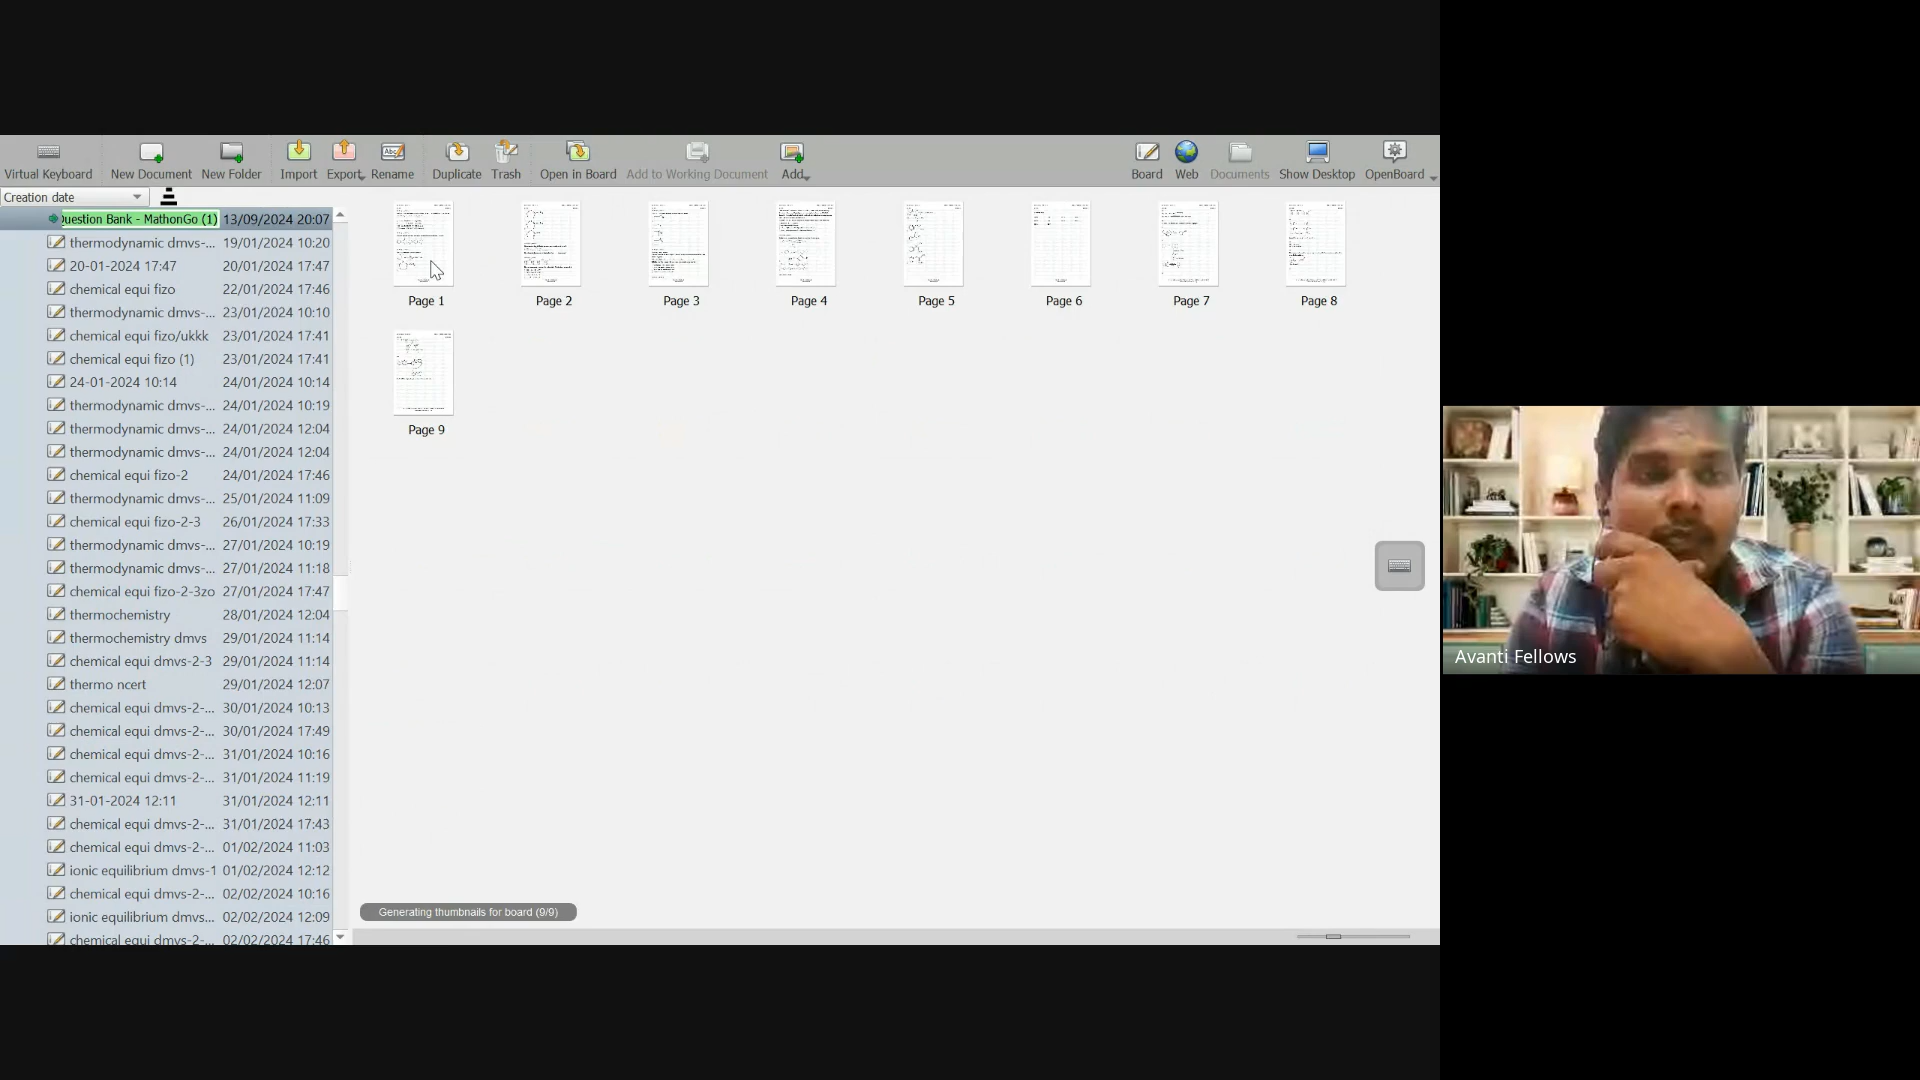 Virtual Keyboard
New Document
New Folder
Import
Export
Rename
Duplicate
Trash
Open in Board
Add to Working Document
Add
Board
Web
Documents
Show Desktop
OpenBoard
Creation date
Question Bank - MathonGo (1) 13/09/2024 20:07
thermodynamic dmvs-... 19/01/2024 10:20
20-01-2024 17:47 20/01/2024 17:47
chemical equi fizo 22/01/2024 17:46
thermodynamic dmvs-... 23/01/2024 10:10
chemical equi fizo/ukkk 23/01/2024 17:41
chemical equi fizo (1) 23/01/2024 17:41
24-01-2024 10:14 24/01/2024 10:14
thermodynamic dmvs-... 24/01/2024 10:19
thermodynamic dmvs-... 24/01/2024 12:04
thermodynamic dmvs-... 24/01/2024 12:04
chemical equi fizo-2 24/01/2024 17:46
thermodynamic dmvs-... 25/01/2024 11:09
chemical equi fizo-2-3 26/01/2024 17:33
thermodynamic dmvs-... 27/01/2024 10:19
thermodynamic dmvs-... 27/01/2024 11:18
chemical equi fizo-2-3zo 27/01/2024 17:47
thermochemistry 28/01/2024 12:04
thermochemistry dmvs 29/01/2024 11:14
chemical equi dmvs-2-3 29/01/2024 11:14
thermo ncert 29/01/2024 12:07
chemical equi dmvs-2-... 30/01/2024 10:13
chemical equi dmvs-2-... 30/01/2024 17:49
chemical equi dmvs-2-... 31/01/2024 10:16
chemical equi dmvs-2-... 31/01/2024 11:19
31-01-2024 12:11 31/01/2024 12:11
chemical equi dmvs-2-... 31/01/2024 17:43
chemical equi dmvs-2-... 01/02/2024 11:03
ionic equilibrium dmvs-1 01/02/2024 12:12
chemical equi dmvs-2-... 02/02/2024 10:16
ionic equilibrium dmvs... 02/02/2024 12:09
chemical equi dmvs-2-... 02/02/2024 17:46
Page 1
Page 2
Page 3
Page 4
Page 5
Page 6
Page 7
Page 8
Page 9
Generating thumbnails for board (9/9)
Avanti Fellows